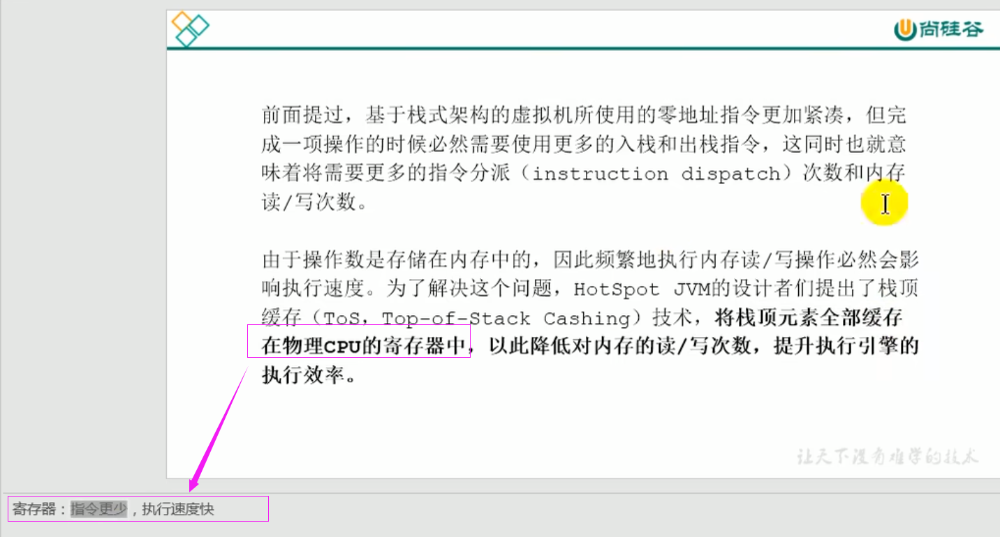 尚硅谷
前面提过，基于栈式架构的虚拟机所使用的零地址指令更加紧凑，但完
成一项操作的时候必然需要使用更多的入栈和出栈指令，这同时也就意
味着将需要更多的指令分派（instruction dispatch）次数和内存
读/写次数。
由于操作数是存储在内存中的，因此频繁地执行内存读/写操作必然会影
响执行速度。为了解决这个问题，HotSpot JVM的设计者们提出了栈顶
缓存（ToS，Top-of-Stack Cashing）技术，将栈顶元素全部缓存
在物理CPU的寄存器中，以此降低对内存的读/写次数，提升执行引擎的
执行效率。
让天下没有难学的技术
寄存器：指令更少，执行速度快